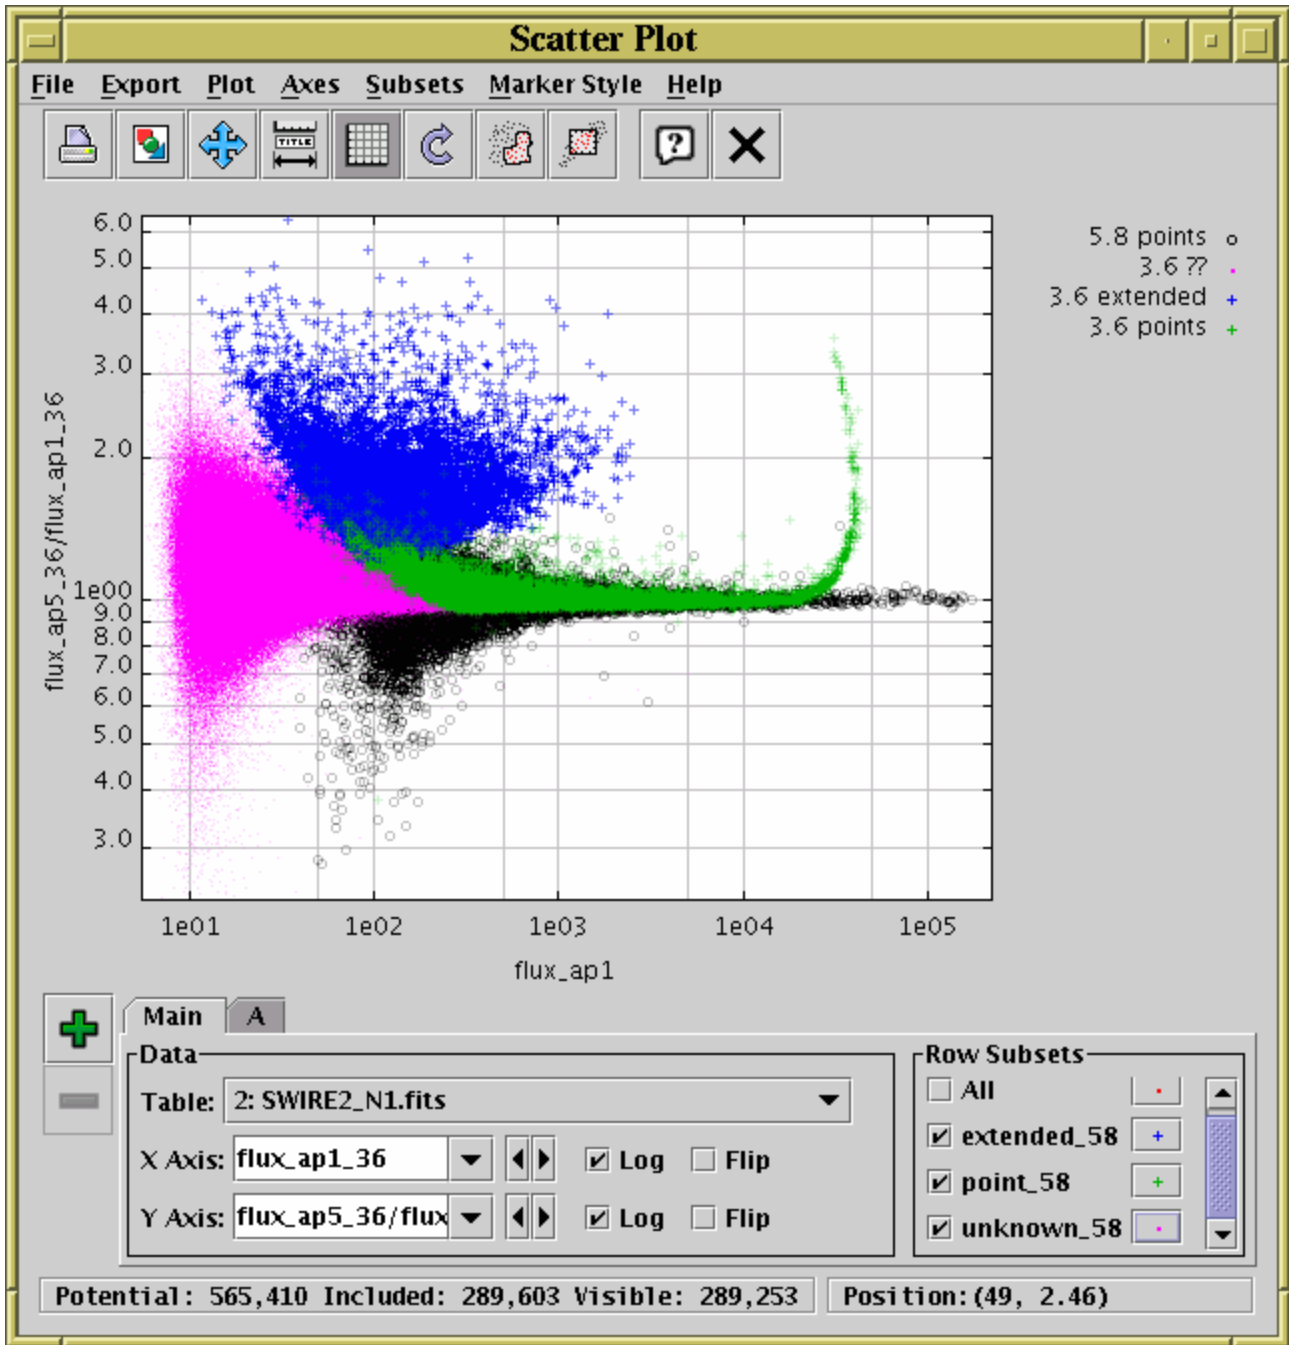 Scatter Plot
File Export Plot Axes Subsets Marker Style Help
TITLE
?
6.0
5.0
4.0
3.0
2.0
1e00
9.0
8.0
7.0
6.0
5.0
4.0
3.0
flux_ap5_36/flux_ap1_36
1e01 1e02 1e03 1e04 1e05
flux_ap1
5.8 points
3.6 ??
3.6 extended
3.6 points
Main A
Data
Table: 2: SWIRE2_N1.fits
X Axis: flux_ap1_36 Log Flip
Y Axis: flux_ap5_36/flux Log Flip
Row Subsets
All
extended_58
point_58
unknown_58
Potential: 565,410 Included: 289,603 Visible: 289,253 Position:(49, 2.46)